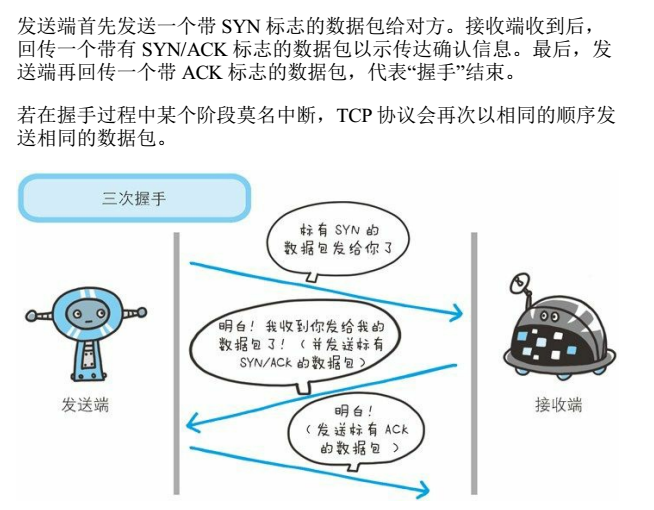 发送端首先发送一个带 SYN 标志的数据包给对方。接收端收到后，
回传一个带有 SYN/ACK 标志的数据包以示传达确认信息。最后，发
送端再回传一个带 ACK 标志的数据包，代表“握手”结束。
若在握手过程中某个阶段莫名中断，TCP 协议会再次以相同的顺序发
送相同的数据包。
三次握手
标有 SYN 的
数据包发给你了
明白！我收到你发给我的
数据包了！（并发送标有
SYN/ACK 的数据包）
明白！
（发送标有 ACK
的数据包）
发送端
接收端